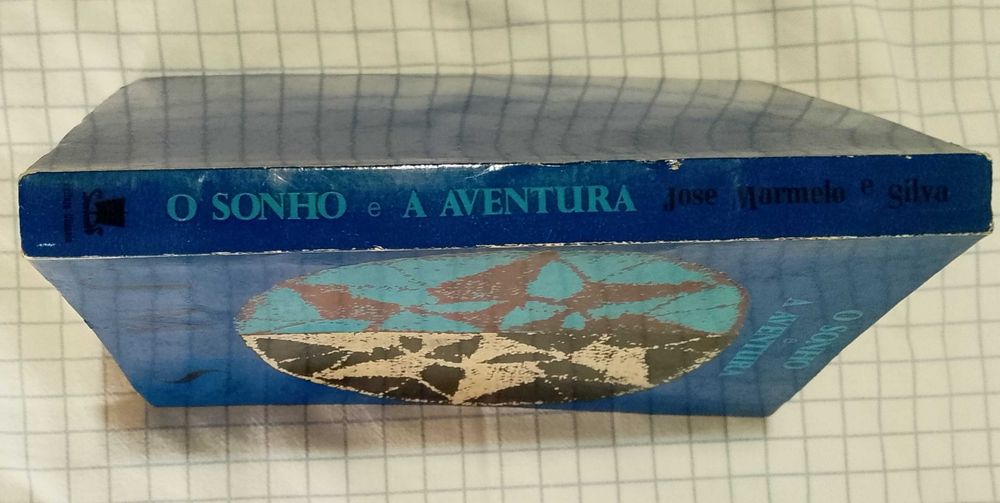 O SONHO e A AVENTURA Jose Marmelo e Silva
O SONHO
e
A AVENTURA